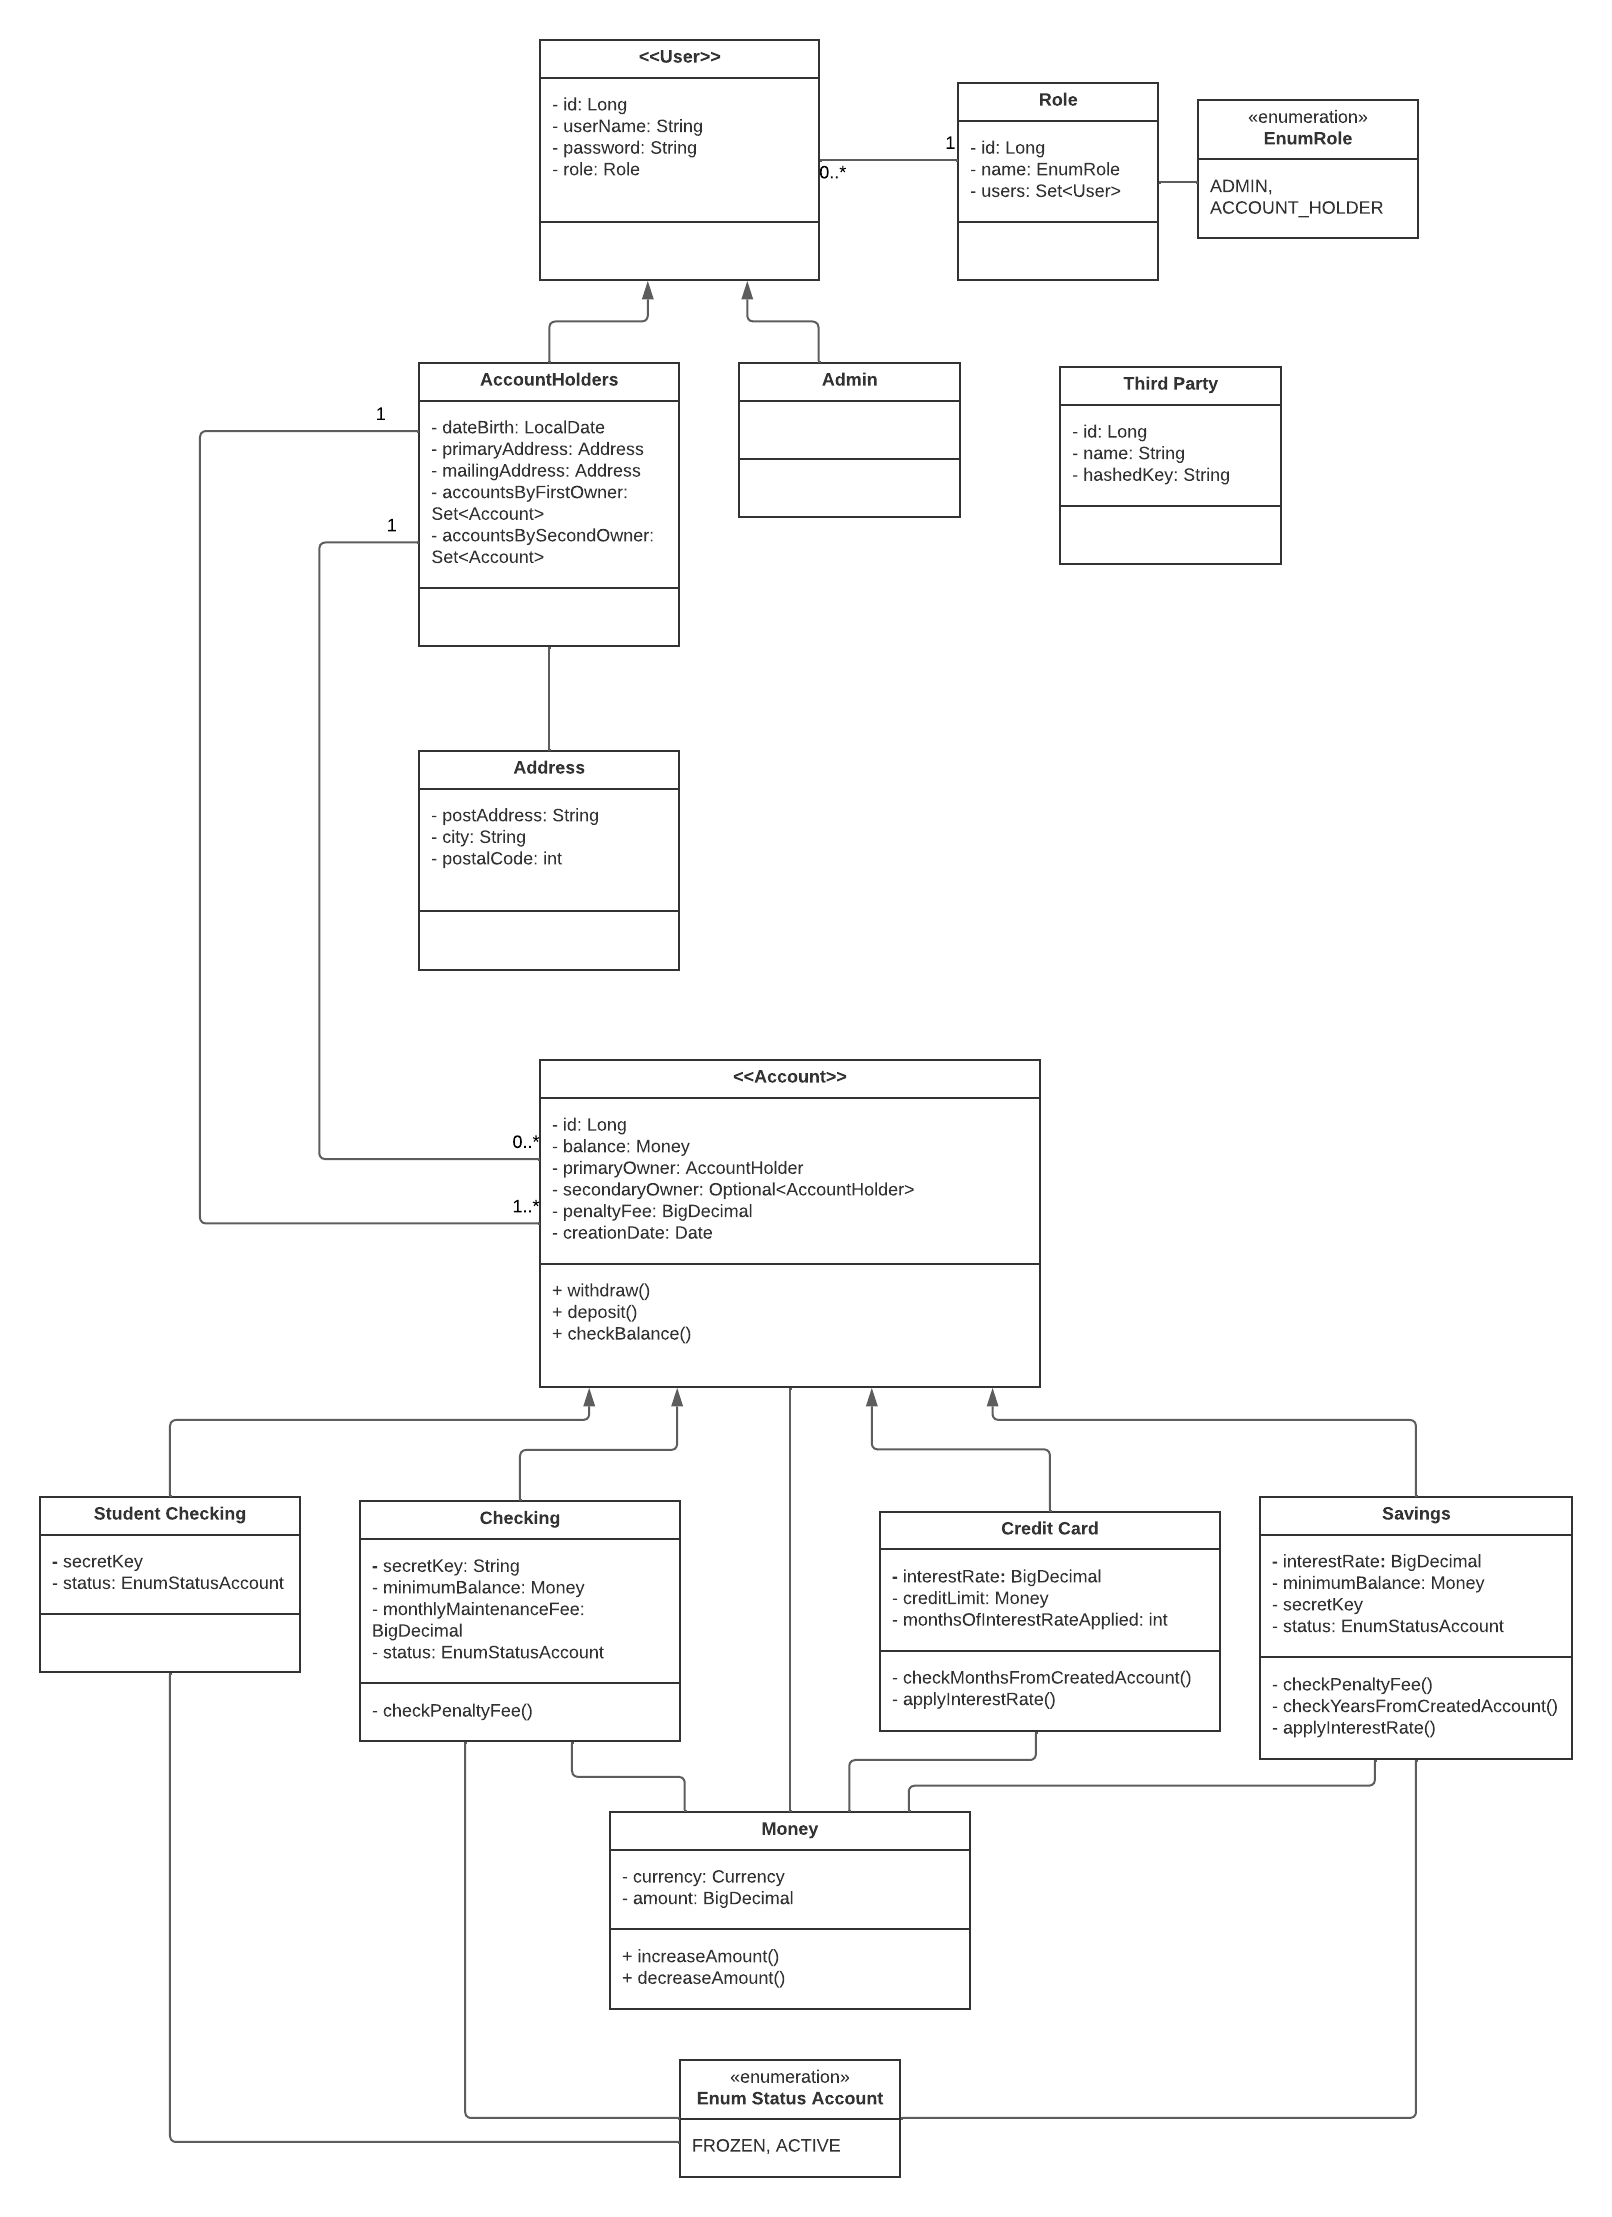 <<User>>
- id: Long
- userName: String
- password: String
- role: Role
1
0..*
Role
- id: Long
- name: EnumRole
- users: Set<User>
«enumeration»
EnumRole
ADMIN,
ACCOUNT_HOLDER
AccountHolders
- dateBirth: LocalDate
- primaryAddress: Address
- mailingAddress: Address
- accountsByFirstOwner:
Set<Account>
- accountsBySecondOwner:
Set<Account>
1
1
Admin
Third Party
- id: Long
- name: String
- hashedKey: String
Address
- postAddress: String
- city: String
- postalCode: int
<<Account>>
- id: Long
- balance: Money
- primaryOwner: AccountHolder
- secondaryOwner: Optional<AccountHolder>
- penaltyFee: BigDecimal
- creationDate: Date
+ withdraw()
+ deposit()
+ checkBalance()
0..*
1..*
Student Checking
- secretKey
- status: EnumStatusAccount
Checking
- secretKey: String
- minimumBalance: Money
- monthlyMaintenanceFee:
BigDecimal
- status: EnumStatusAccount
- checkPenaltyFee()
Credit Card
- interestRate: BigDecimal
- creditLimit: Money
- monthsOfInterestRateApplied: int
- checkMonthsFromCreatedAccount()
- applyInterestRate()
Savings
- interestRate: BigDecimal
- minimumBalance: Money
- secretKey
- status: EnumStatusAccount
- checkPenaltyFee()
- checkYearsFromCreatedAccount()
- applyInterestRate()
Money
- currency: Currency
- amount: BigDecimal
+ increaseAmount()
+ decreaseAmount()
«enumeration»
Enum Status Account
FROZEN, ACTIVE